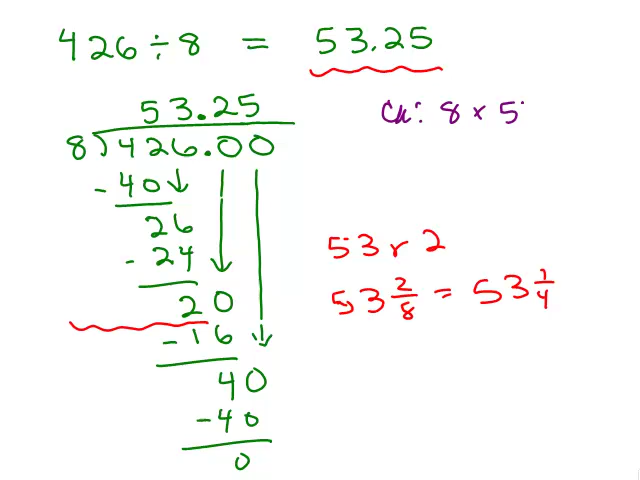 426 ÷ 8 = 53.25
53.25
8)426.00
Ck: 8 × 5
-40
26
-24
53 r 2
20
53 2/8 = 53 1/4
-16
40
-40
0